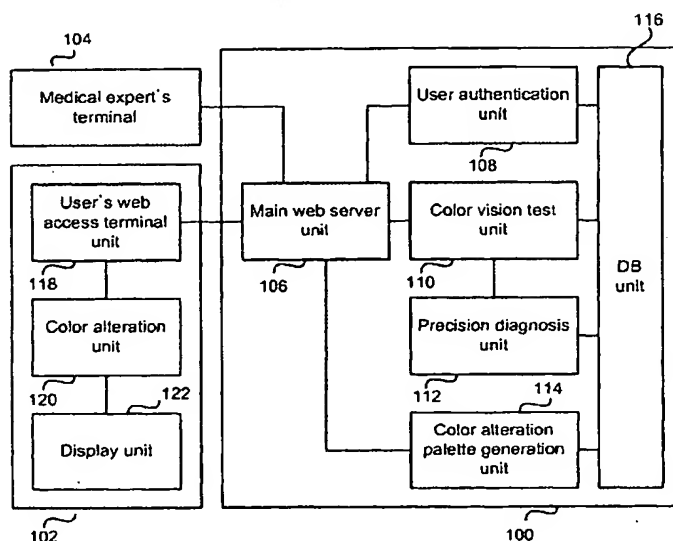 116
104
Medical expert's
terminal
User authentication
unit
108
User's web
access terminal
unit
118
Main web server
unit
106
Color vision test
unit
110
DB
unit
Color alteration
unit
120
Precision diagnosis
unit
112
122
Display unit
114
Color alteration
palette generation
unit
102
100